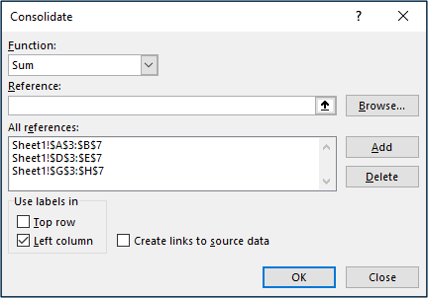 Consolidate ? ×
Function:
Sum
Reference:
Browse...
All references:
Sheet1!$A$3:$B$7
Sheet1!$D$3:$E$7
Sheet1!$G$3:$H$7
Add
Delete
Use labels in
Top row
Left column
Create links to source data
OK
Close